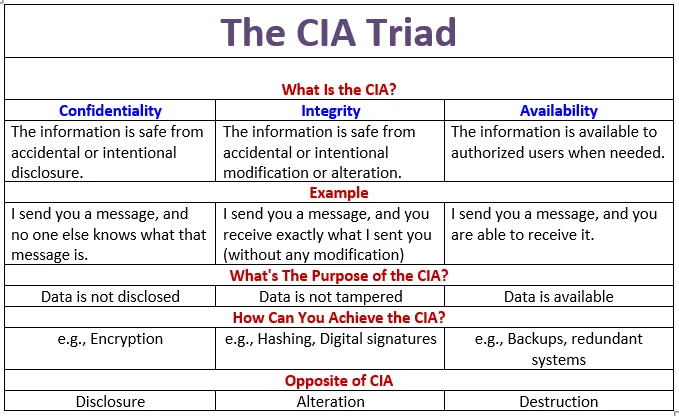 The CIA Triad
What Is the CIA?
Confidentiality
Integrity
Availability
The information is safe from
accidental or intentional
disclosure.
The information is safe from
accidental or intentional
modification or alteration.
The information is available to
authorized users when needed.
Example
I send you a message, and
no one else knows what that
message is.
I send you a message, and you
receive exactly what I sent you
(without any modification)
I send you a message, and you
are able to receive it.
What's The Purpose of the CIA?
Data is not disclosed
Data is not tampered
Data is available
How Can You Achieve the CIA?
e.g., Encryption
e.g., Hashing, Digital signatures
e.g., Backups, redundant
systems
Opposite of CIA
Disclosure
Alteration
Destruction